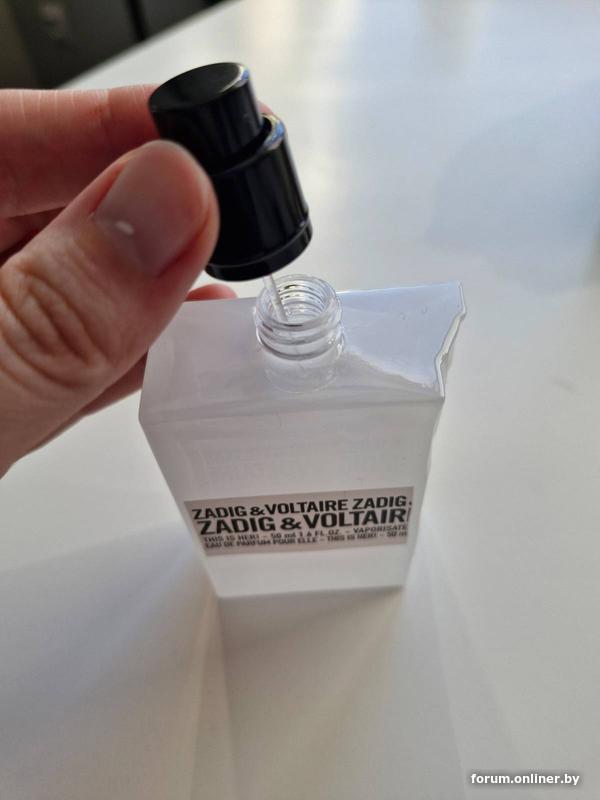 ZADIG &VOLTAIRE ZADIG
ZADIG &VOLTAIR
THIS IS HER! – 50 ml 1.6 FL OZ. – VAPORISATE
EAU DE PARFUM POUR ELLE – THIS IS HER! – 50 m
forum.onliner.by